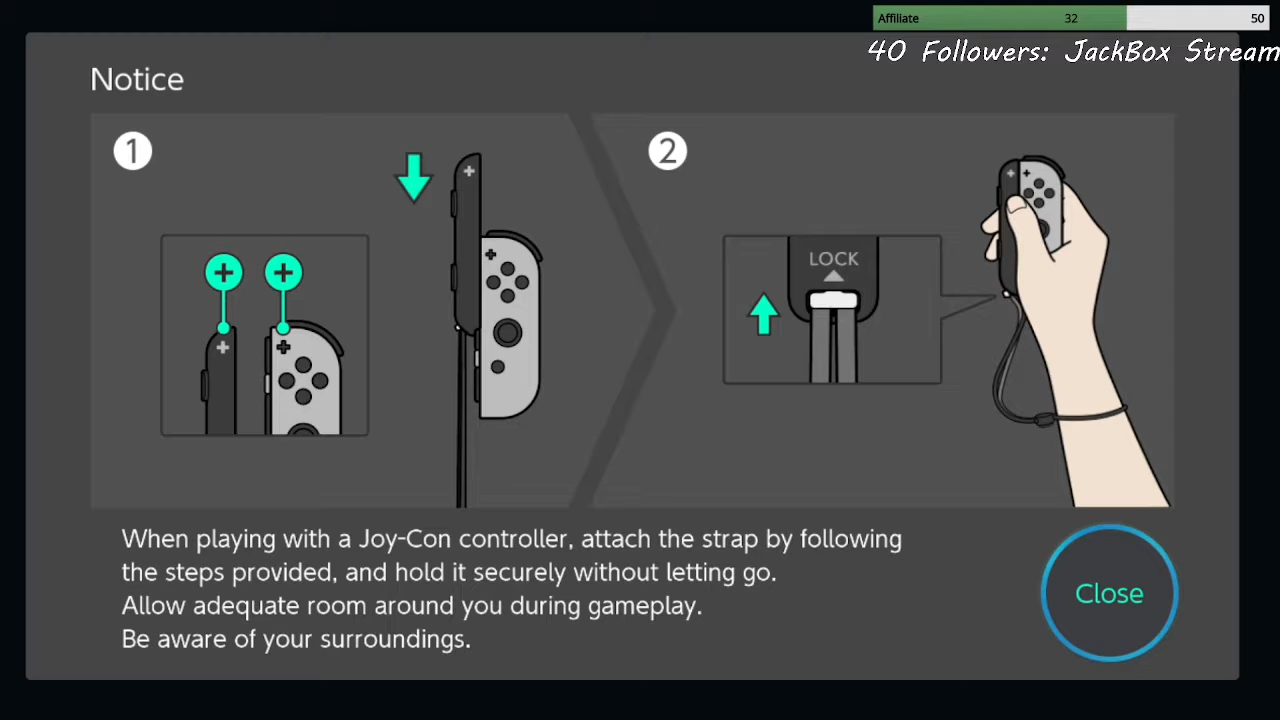 Affiliate 32 50
40 Followers: JackBox Stream
Notice
1
2
LOCK
When playing with a Joy-Con controller, attach the strap by following
the steps provided, and hold it securely without letting go.
Allow adequate room around you during gameplay.
Be aware of your surroundings.
Close